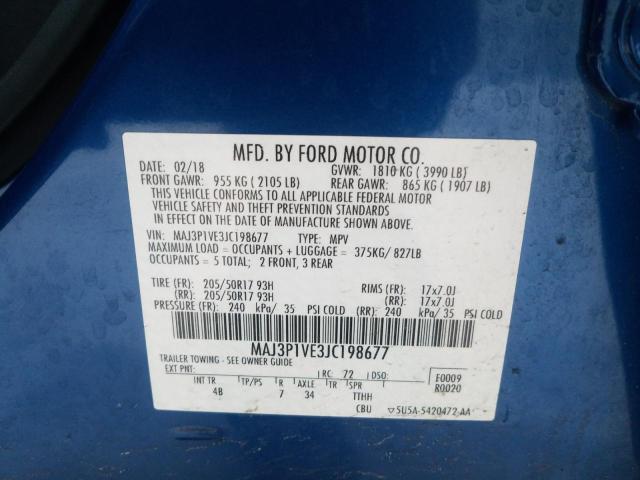 MFD. BY FORD MOTOR CO.
DATE: 02/18 GVWR: 1810 KG ( 3990 LB)
FRONT GAWR: 955 KG ( 2105 LB) REAR GAWR: 865 KG ( 1907 LB)
THIS VEHICLE CONFORMS TO ALL APPLICABLE FEDERAL MOTOR
VEHICLE SAFETY AND THEFT PREVENTION STANDARDS
IN EFFECT ON THE DATE OF MANUFACTURE SHOWN ABOVE.
VIN: MAJ3P1VE3JC198677 TYPE: MPV
MAXIMUM LOAD = OCCUPANTS + LUGGAGE = 375KG/ 827LB
OCCUPANTS = 5 TOTAL; 2 FRONT, 3 REAR
TIRE (FR): 205/50R17 93H RIMS (FR): 17x7.0J
(RR): 205/50R17 93H (RR): 17x7.0J
PRESSURE (FR): 240 kPa/ 35 PSI COLD (RR): 240 kPa/ 35 PSI COLD
MAJ3P1VE3JC198677
TRAILER TOWING - SEE OWNER GUIDE
EXT PNT: RC: 72 DSO: F0009
R0020
INT TR TP/PS R AXLE TR SPR
4B 7 34 TTHH
CBU ▽5U5A-5420472-AA